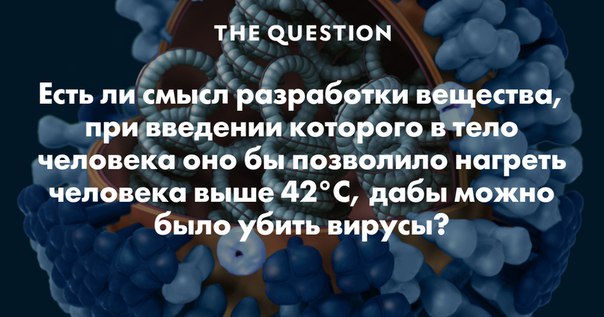 THE QUESTION
Есть ли смысл разработки вещества,
при введении которого в тело
человека оно бы позволило нагреть
человека выше 42°C, дабы можно
было убить вирусы?